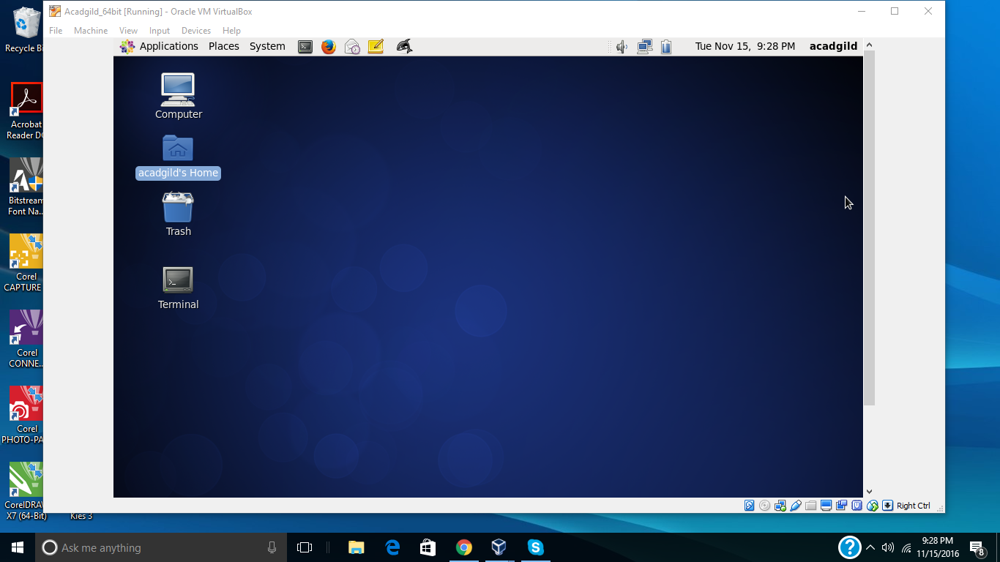 Acadgild_64bit [Running] - Oracle VM VirtualBox
File Machine View Input Devices Help
Applications Places System Tue Nov 15, 9:28 PM acadgild
Recycle Bi
Acrobat
Reader DC
Bitstream
Font Na...
Corel
CAPTURE
Corel
CONNE...
Corel
PHOTO-PA
CorelDRAW
X7 (64-Bit)
Kies 3
Computer
acadgild's Home
Trash
Terminal
Right Ctrl
Ask me anything
9:28 PM
11/15/2016
8